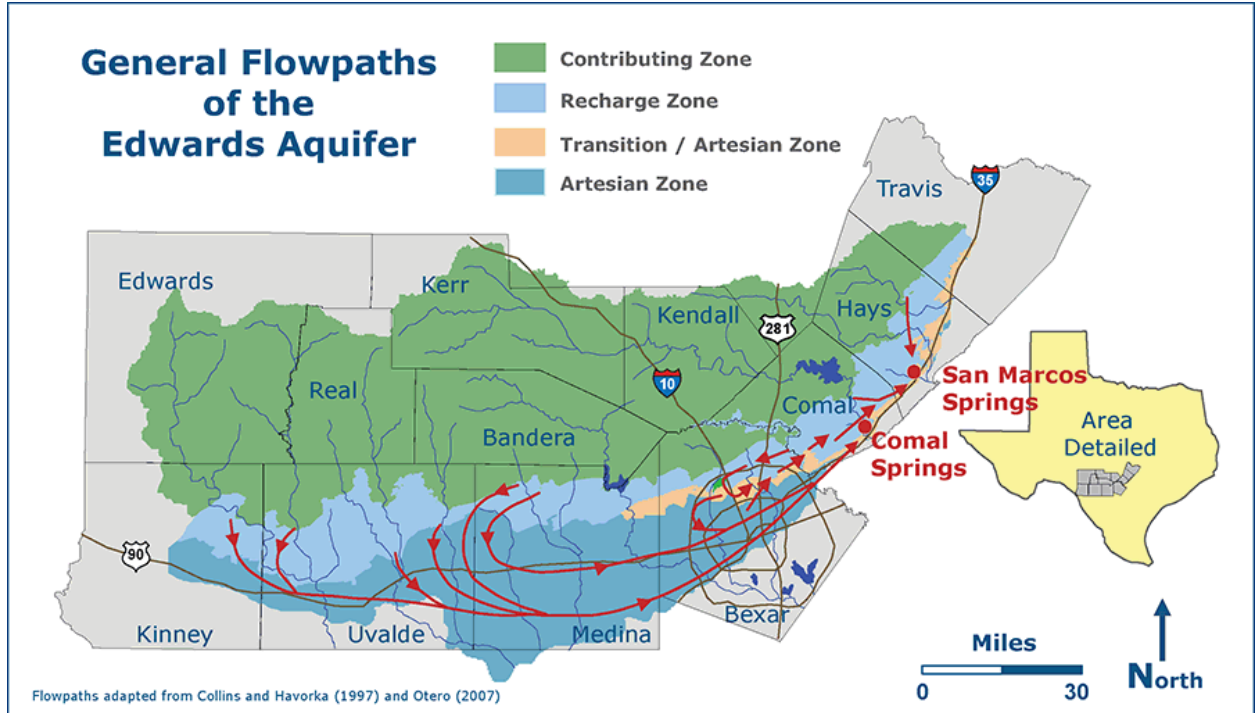 General Flowpaths
of the
Edwards Aquifer
Contributing Zone
Recharge Zone
Transition / Artesian Zone
Artesian Zone
Travis
35
Edwards
Kerr
Kendall
281
Hays
10
Real
Comal
San Marcos
Springs
Bandera
Comal
Springs
Area
Detailed
90
Kinney
Uvalde
Medina
Bexar
Miles
0 30
North
Flowpaths adapted from Collins and Havorka (1997) and Otero (2007)